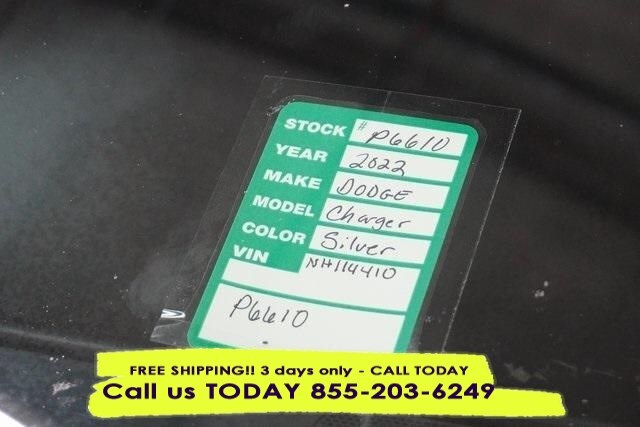 STOCK # P6610
YEAR 2022
MAKE DODGE
MODEL Charger
COLOR Silver
VIN NH114410
P6610
FREE SHIPPING!! 3 days only - CALL TODAY
Call us TODAY 855-203-6249